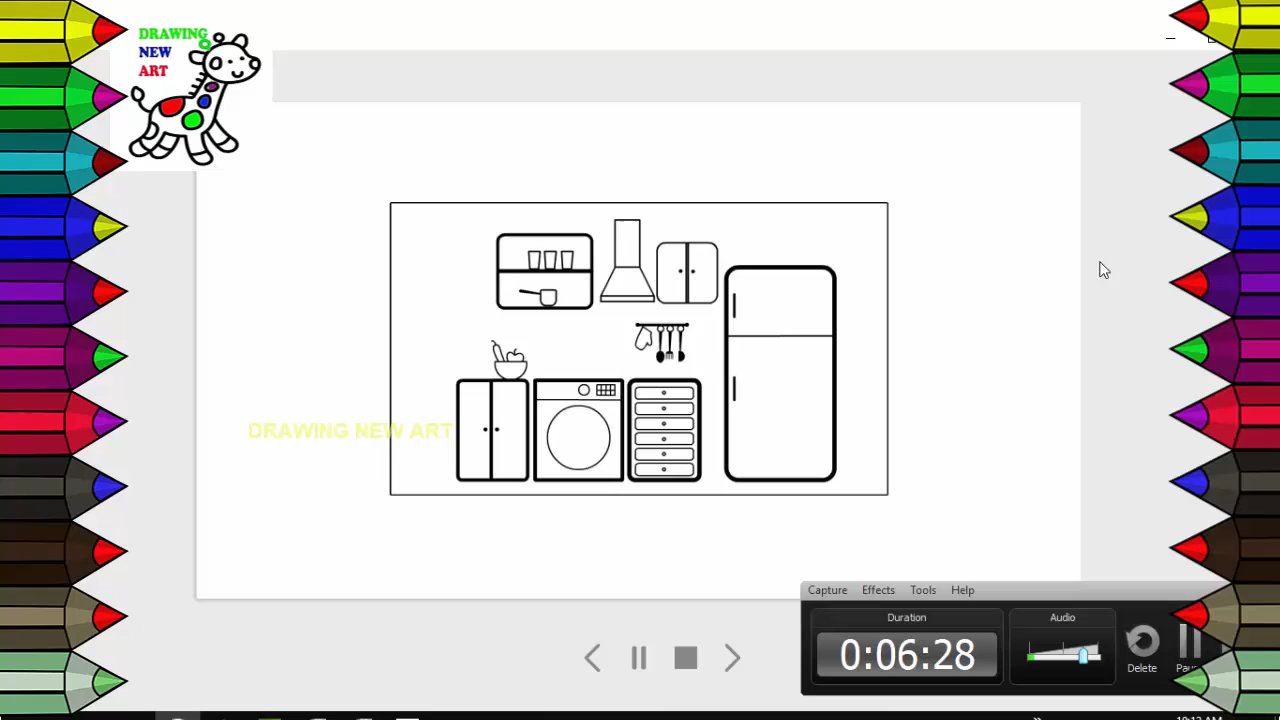 DRAWING
NEW
ART
DRAWING NEW ART
Capture Effects Tools Help
Duration Audio
0:06:28
Delete